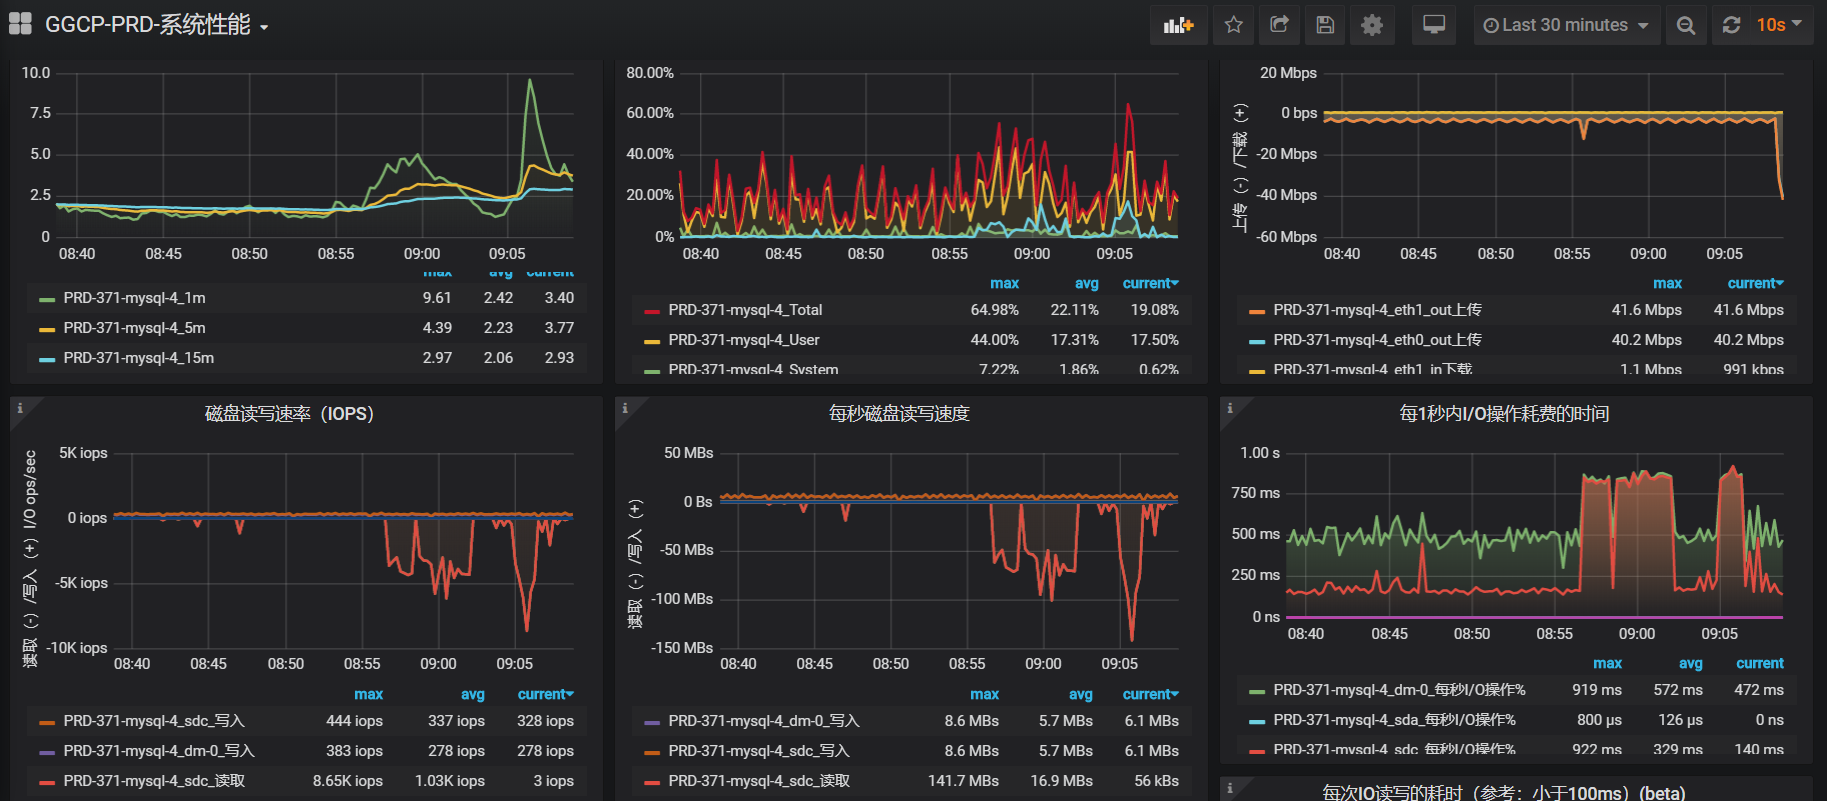 GGCP-PRD-系统性能
Last 30 minutes
10s
10.0
7.5
5.0
2.5
0
08:40 08:45 08:50 08:55 09:00 09:05
max avg current
PRD-371-mysql-4_1m 9.61 2.42 3.40
PRD-371-mysql-4_5m 4.39 2.23 3.77
PRD-371-mysql-4_15m 2.97 2.06 2.93
80.00%
60.00%
40.00%
20.00%
0%
08:40 08:45 08:50 08:55 09:00 09:05
max avg current
PRD-371-mysql-4_Total 64.98% 22.11% 19.08%
PRD-371-mysql-4_User 44.00% 17.31% 17.50%
PRD-371-mysql-4_System 7.22% 1.86% 0.62%
上传（-）/下载（+）
20 Mbps
0 bps
-20 Mbps
-40 Mbps
-60 Mbps
08:40 08:45 08:50 08:55 09:00 09:05
max current
PRD-371-mysql-4_eth1_out上传 41.6 Mbps 41.6 Mbps
PRD-371-mysql-4_eth0_out上传 40.2 Mbps 40.2 Mbps
PRD-371-mysql-4_eth1_in下载 1.1 Mbps 991 kbps
磁盘读写速率（IOPS）
读取（-）/写入（+）I/O ops/sec
5K iops
0 iops
-5K iops
-10K iops
08:40 08:45 08:50 08:55 09:00 09:05
max avg current
PRD-371-mysql-4_sdc_写入 444 iops 337 iops 328 iops
PRD-371-mysql-4_dm-0_写入 383 iops 278 iops 278 iops
PRD-371-mysql-4_sdc_读取 8.65K iops 1.03K iops 3 iops
每秒磁盘读写速度
读取（-）/写入（+）
50 MBs
0 Bs
-50 MBs
-100 MBs
-150 MBs
08:40 08:45 08:50 08:55 09:00 09:05
max avg current
PRD-371-mysql-4_dm-0_写入 8.6 MBs 5.7 MBs 6.1 MBs
PRD-371-mysql-4_sdc_写入 8.6 MBs 5.7 MBs 6.1 MBs
PRD-371-mysql-4_sdc_读取 141.7 MBs 16.9 MBs 56 kBs
每1秒内I/O操作耗费的时间
1.00 s
750 ms
500 ms
250 ms
0 ns
08:40 08:45 08:50 08:55 09:00 09:05
max avg current
PRD-371-mysql-4_dm-0_每秒I/O操作% 919 ms 572 ms 472 ms
PRD-371-mysql-4_sda_每秒I/O操作% 800 µs 126 µs 0 ns
PRD-371-mysql-4_sdc_每秒I/O操作% 922 ms 329 ms 140 ms
每次IO读写的耗时（参考：小于100ms）(beta)